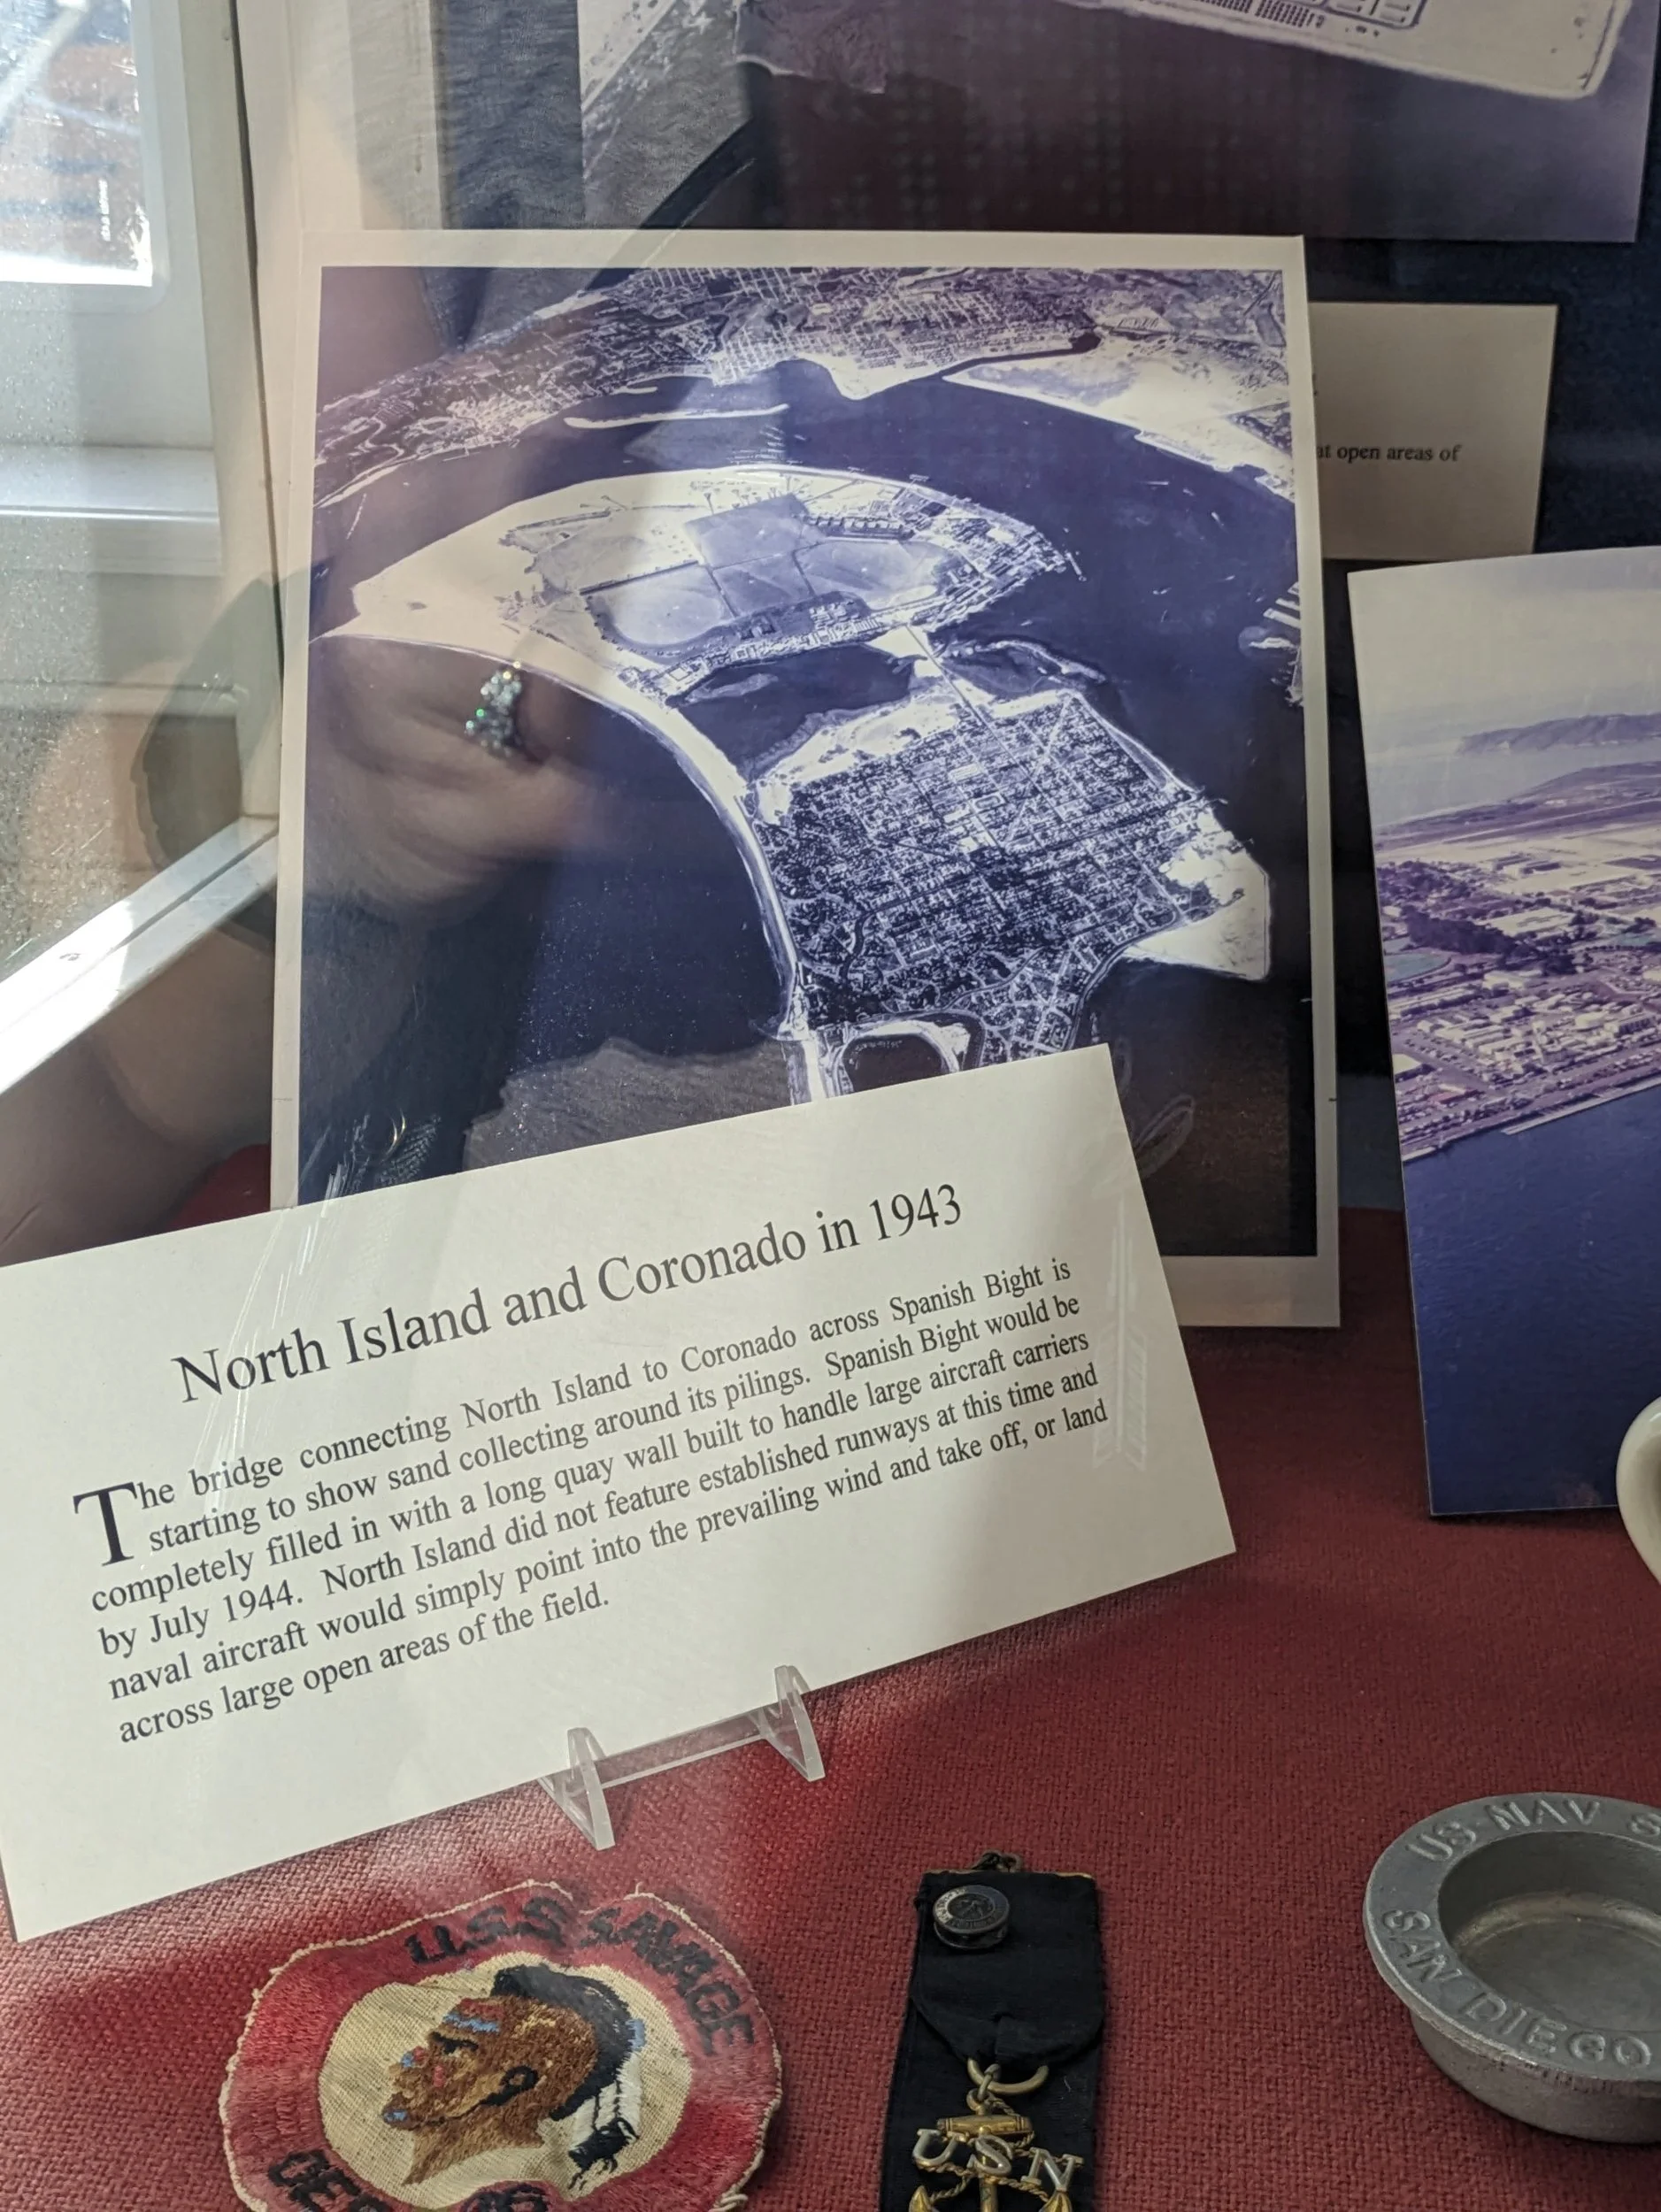 at open areas of
North Island and Coronado in 1943
The bridge connecting North Island to Coronado across Spanish Bight is
starting to show sand collecting around its pilings. Spanish Bight would be
completely filled in with a long quay wall built to handle large aircraft carriers
by July 1944. North Island did not feature established runways at this time and
naval aircraft would simply point into the prevailing wind and take off, or land
across large open areas of the field.
U.S.S. SAVAGE
USN
US-NAV
SAN DIEGO